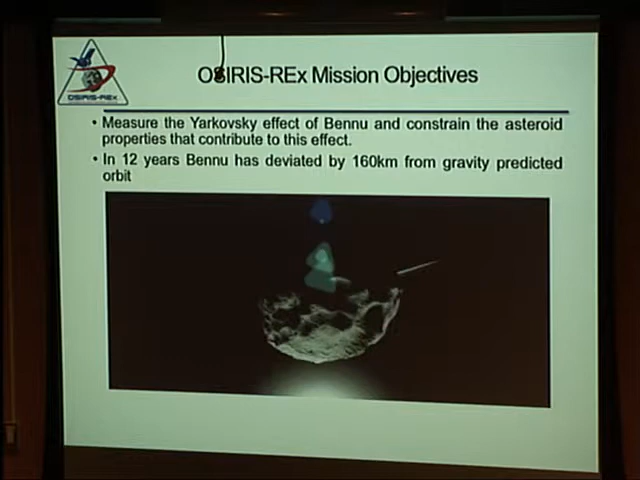 OSIRIS-REx
OSIRIS-REx Mission Objectives
• Measure the Yarkovsky effect of Bennu and constrain the asteroid
properties that contribute to this effect.
• In 12 years Bennu has deviated by 160km from gravity predicted
orbit